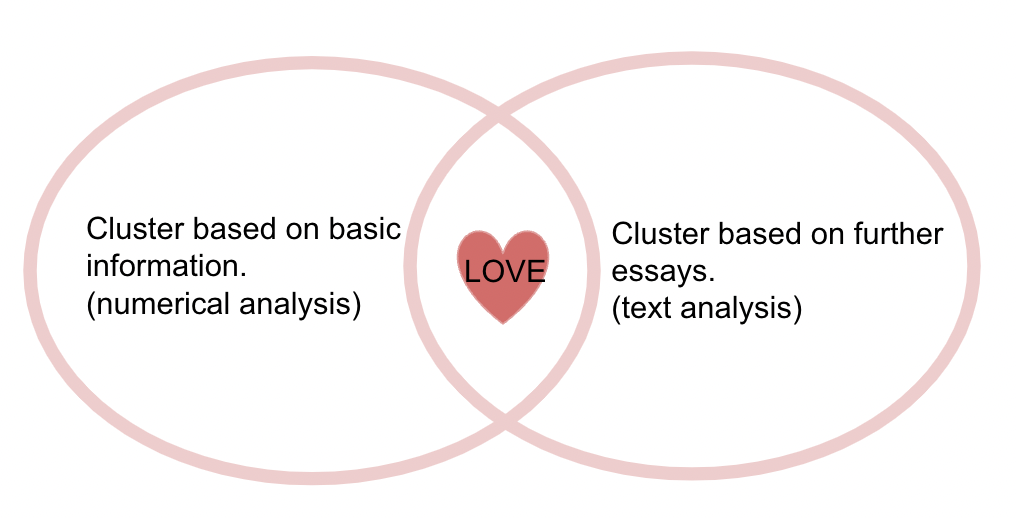 Cluster based on basic
information.
(numerical analysis)
LOVE
Cluster based on further
essays.
(text analysis)